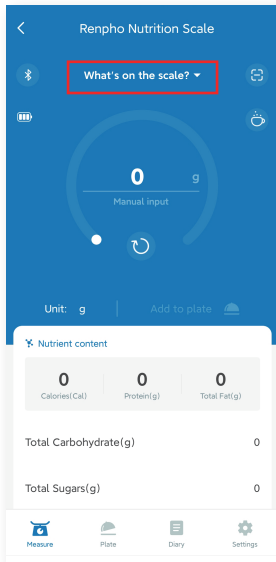 Renpho Nutrition Scale
What's on the scale?
0 g
Manual input
Unit: g Add to plate
Nutrient content
0 0 0
Calories(Cal) Protein(g) Total Fat(g)
Total Carbohydrate(g) 0
Total Sugars(g) 0
Measure Plate Diary Settings